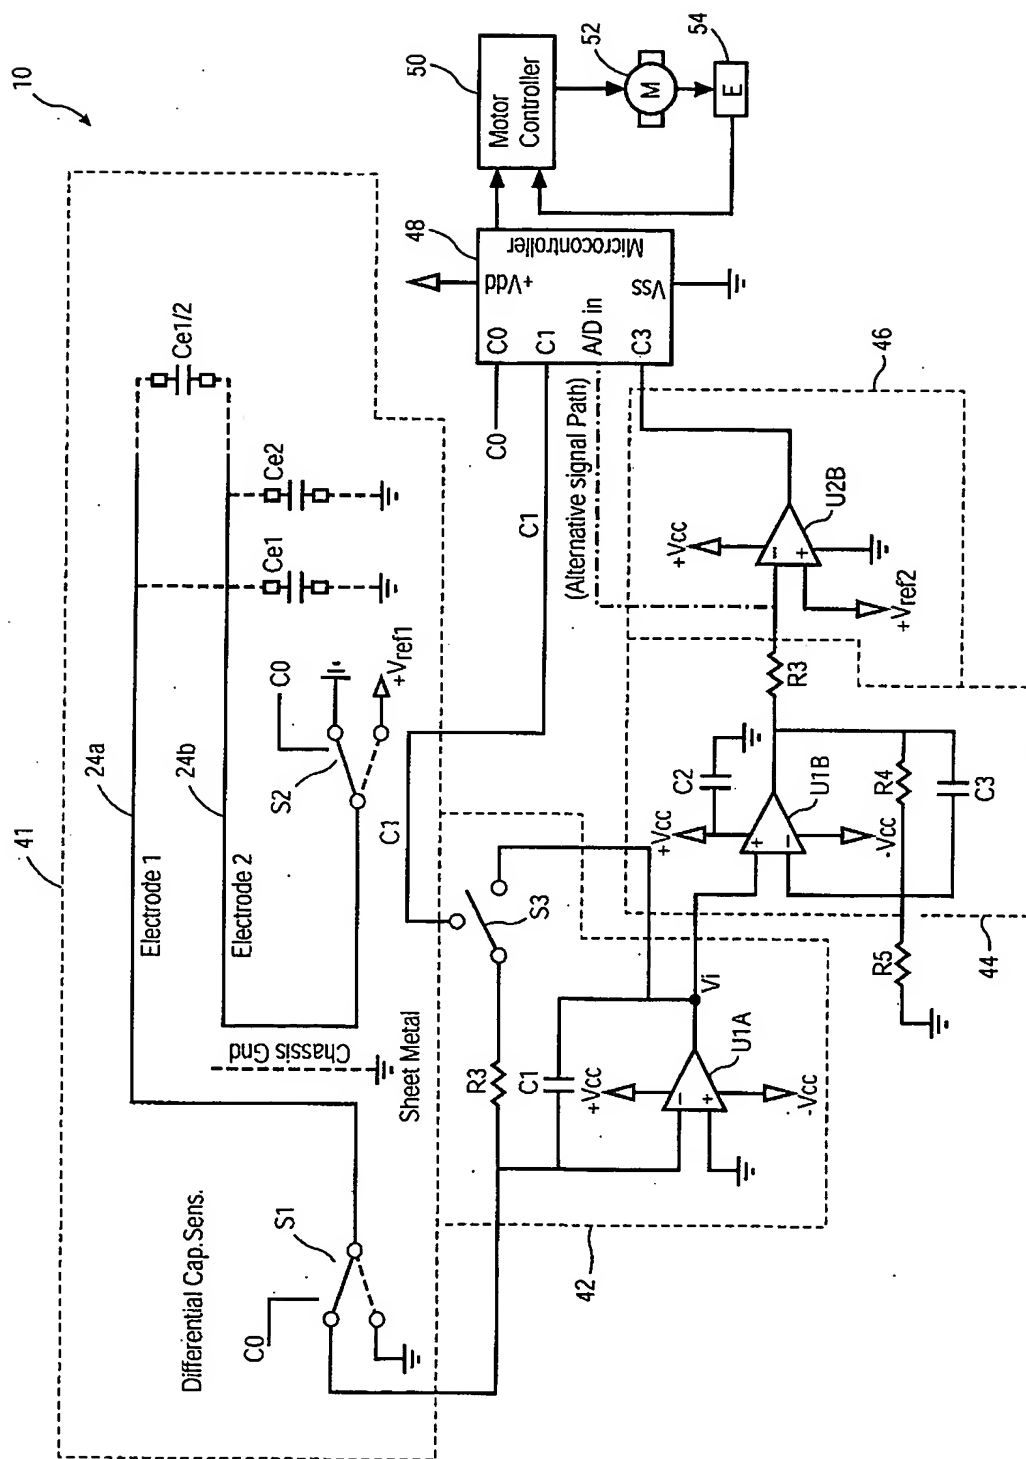 10
41
24a
Electrode 1
24b
Electrode 2
Ce1/2
Ce1
Ce2
C0
S2
+Vref1
Chassis Gnd
Sheet Metal
Differential Cap.Sens.
C0
S1
C1
C1
S3
R3
C1
+Vcc
-
+
U1A
-Vcc
Vi
42
C2
+Vcc
+
-
U1B
-Vcc
R4
C3
R5
44
R3
+Vcc
-
+
U2B
+Vref2
46
(Alternative signal Path)
C0
48
+Vdd
C0
C1
A/D in
C3
Microcontroller
Vss
50
Motor
Controller
52
M
54
E